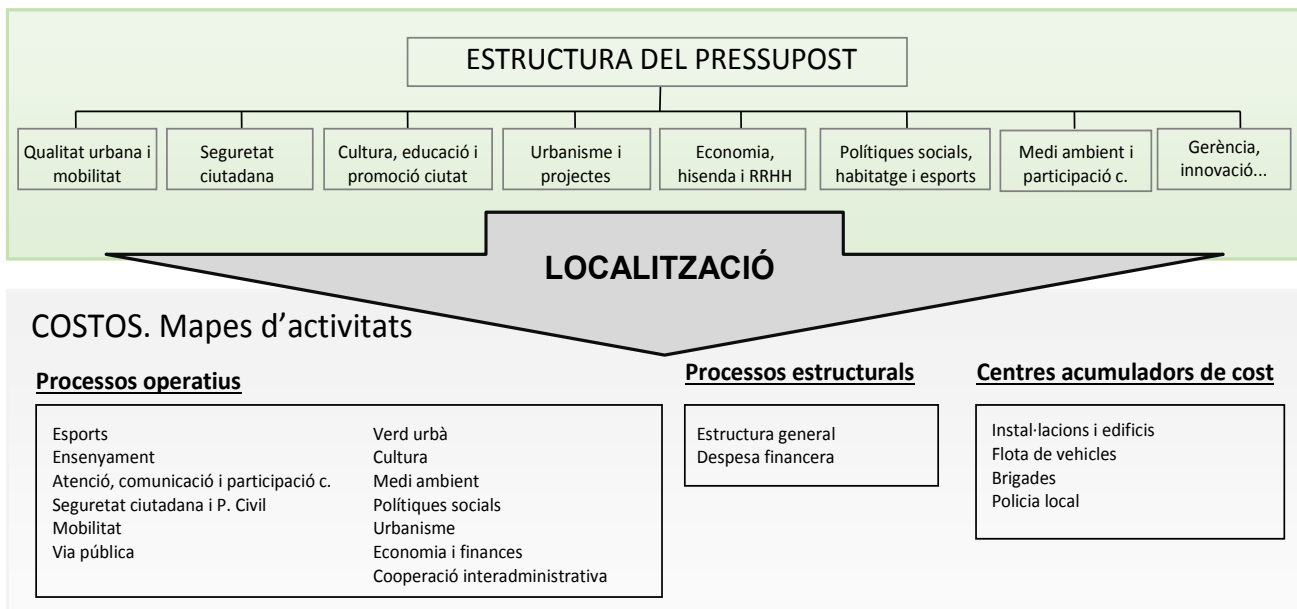 ESTRUCTURA DEL PRESSUPOST
Qualitat urbana i
mobilitat
Seguretat
ciutadana
Cultura, educació i
promoció ciutat
Urbanisme i
projectes
Economia,
hisenda i RRHH
Polítiques socials,
habitatge i esports
Medi ambient i
participació c.
Gerència,
innovació...
LOCALITZACIÓ
COSTOS. Mapes d’activitats
Processos operatius
Esports
Ensenyament
Atenció, comunicació i participació c.
Seguretat ciutadana i P. Civil
Mobilitat
Via pública
Verd urbà
Cultura
Medi ambient
Polítiques socials
Urbanisme
Economia i finances
Cooperació interadministrativa
Processos estructurals
Estructura general
Despesa financera
Centres acumuladors de cost
Instal·lacions i edificis
Flota de vehicles
Brigades
Policia local